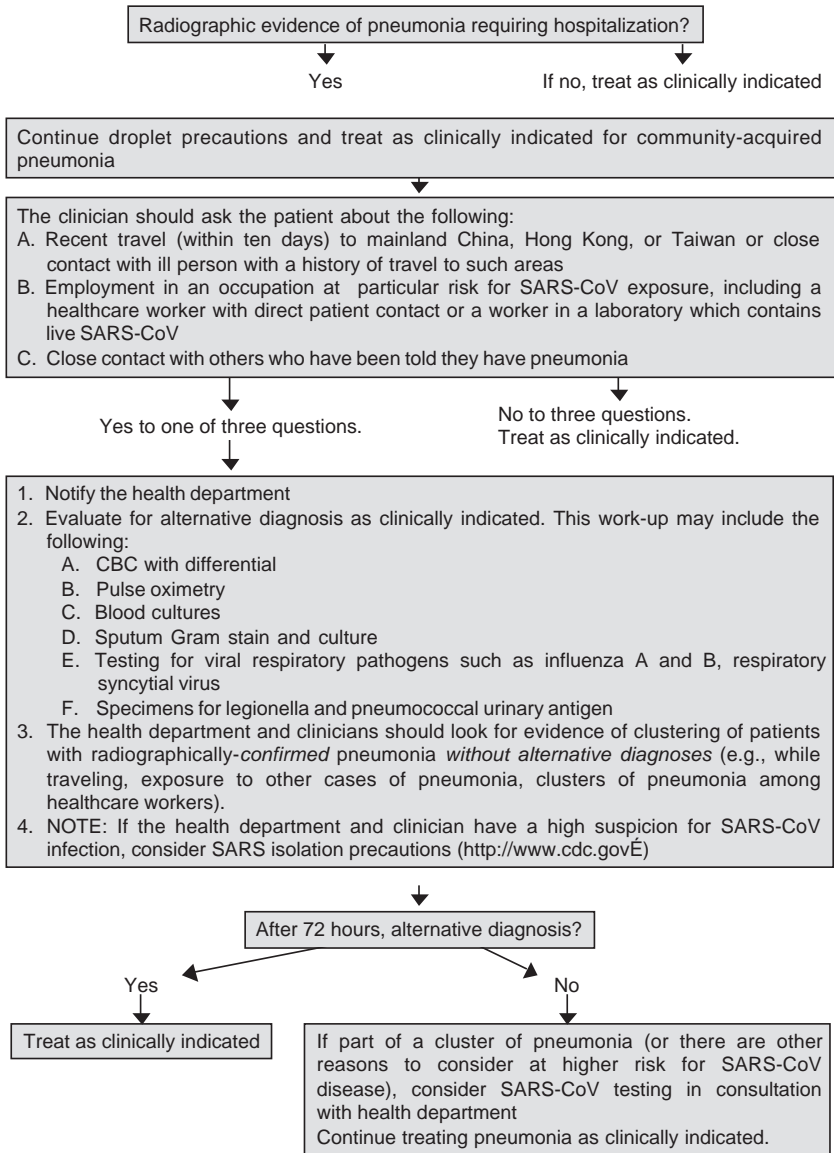 Radiographic evidence of pneumonia requiring hospitalization?
Yes
If no, treat as clinically indicated
Continue droplet precautions and treat as clinically indicated for community-acquired
pneumonia
The clinician should ask the patient about the following:
A. Recent travel (within ten days) to mainland China, Hong Kong, or Taiwan or close
contact with ill person with a history of travel to such areas
B. Employment in an occupation at particular risk for SARS-CoV exposure, including a
healthcare worker with direct patient contact or a worker in a laboratory which contains
live SARS-CoV
C. Close contact with others who have been told they have pneumonia
Yes to one of three questions.
No to three questions.
Treat as clinically indicated.
1. Notify the health department
2. Evaluate for alternative diagnosis as clinically indicated. This work-up may include the
following:
A. CBC with differential
B. Pulse oximetry
C. Blood cultures
D. Sputum Gram stain and culture
E. Testing for viral respiratory pathogens such as influenza A and B, respiratory
syncytial virus
F. Specimens for legionella and pneumococcal urinary antigen
3. The health department and clinicians should look for evidence of clustering of patients
with radiographically-confirmed pneumonia without alternative diagnoses (e.g., while
traveling, exposure to other cases of pneumonia, clusters of pneumonia among
healthcare workers).
4. NOTE: If the health department and clinician have a high suspicion for SARS-CoV
infection, consider SARS isolation precautions (http://www.cdc.govÉ)
After 72 hours, alternative diagnosis?
Yes
No
Treat as clinically indicated
If part of a cluster of pneumonia (or there are other
reasons to consider at higher risk for SARS-CoV
disease), consider SARS-CoV testing in consultation
with health department
Continue treating pneumonia as clinically indicated.